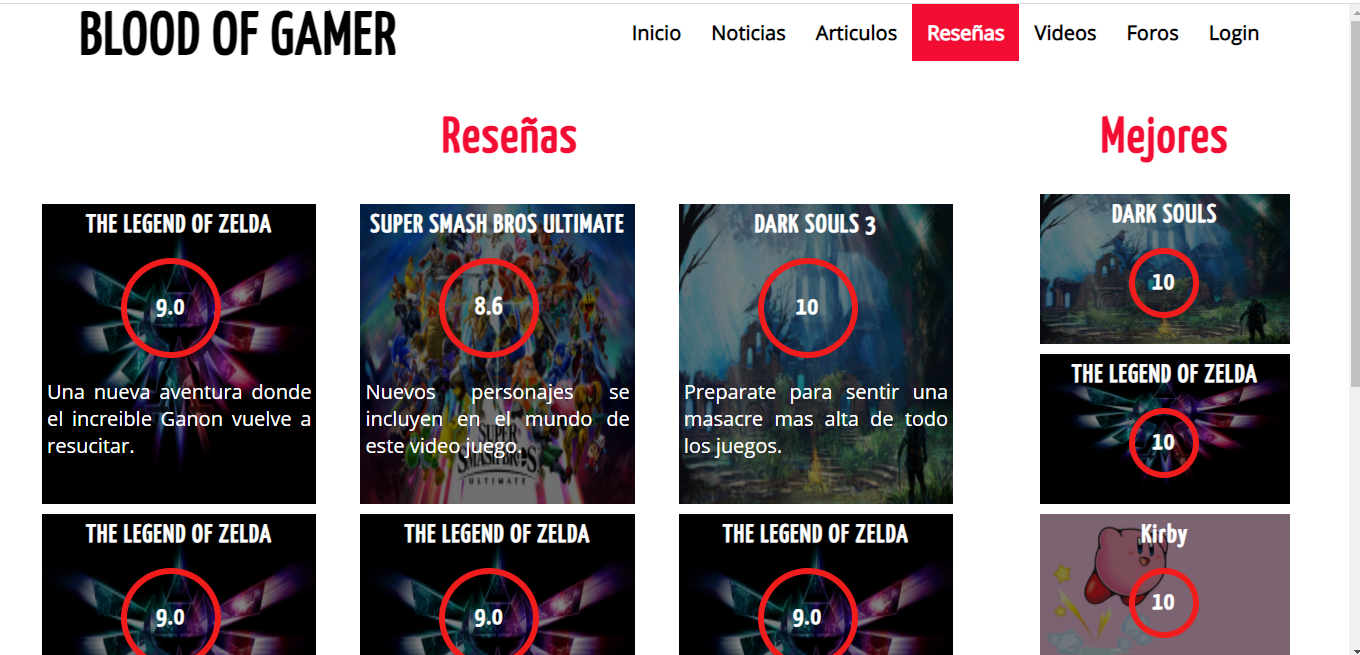 BLOOD OF GAMER
Inicio Noticias Articulos Reseñas Videos Foros Login
Reseñas
THE LEGEND OF ZELDA
9.0
Una nueva aventura donde
el increible Ganon vuelve a
resucitar.
SUPER SMASH BROS ULTIMATE
8.6
Nuevos personajes se
incluyen en el mundo de
este video juego.
SUPER
SMASH BROS
ULTIMATE
DARK SOULS 3
10
Preparate para sentir una
masacre mas alta de todo
los juegos.
THE LEGEND OF ZELDA
9.0
THE LEGEND OF ZELDA
9.0
THE LEGEND OF ZELDA
9.0
Mejores
DARK SOULS
10
THE LEGEND OF ZELDA
10
Kirby
10